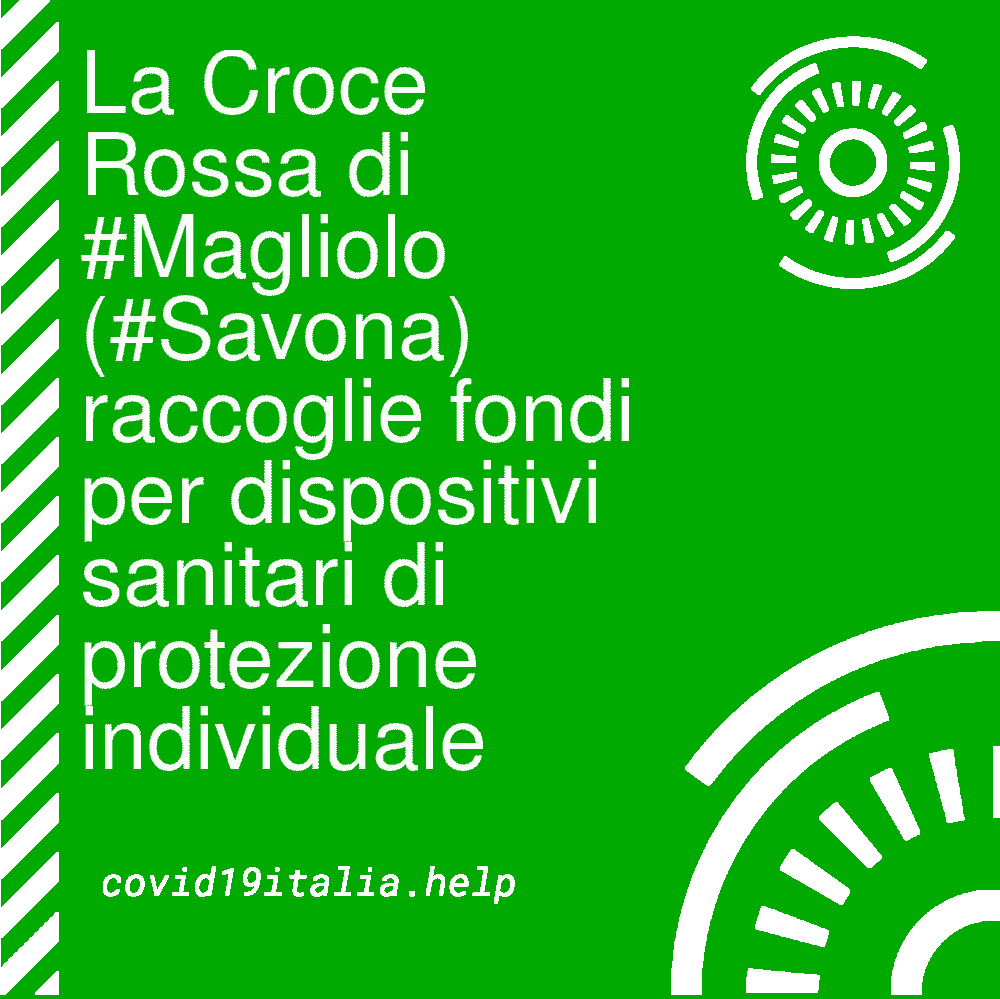 La Croce
Rossa di
#Magliolo
(#Savona)
raccoglie fondi
per dispositivi
sanitari di
protezione
individuale
covid19italia.help